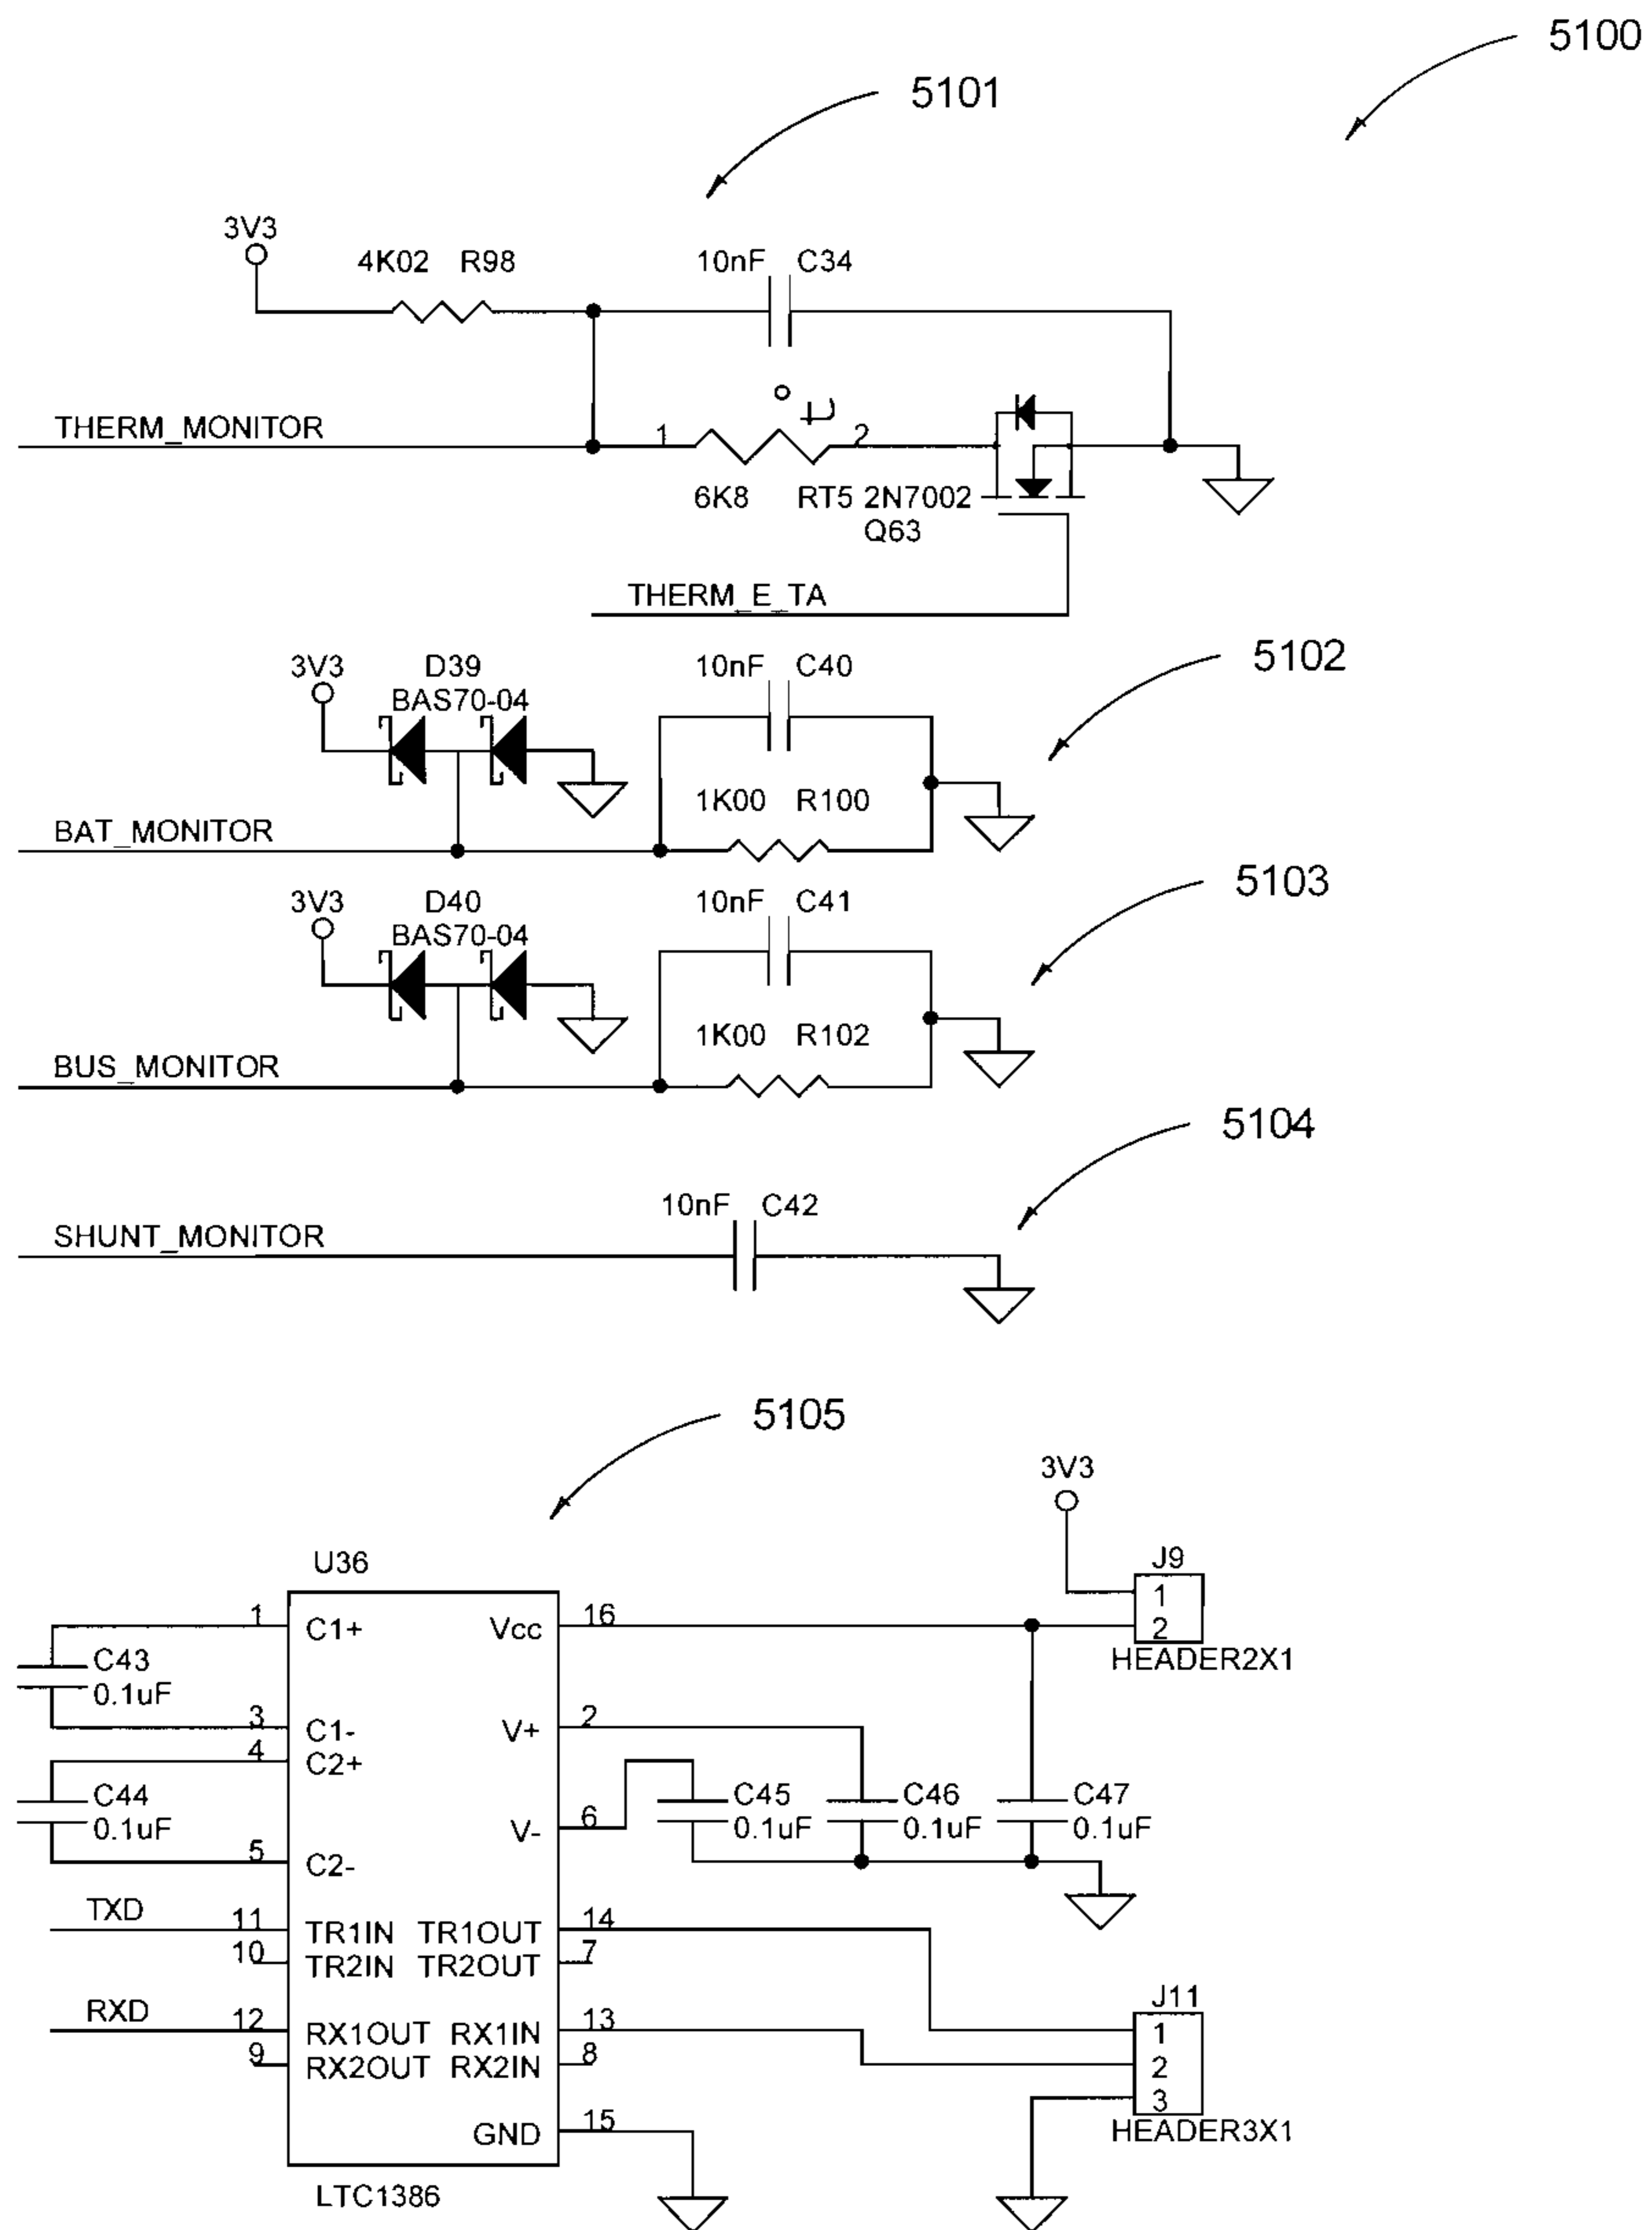 5100
5101
3V3
4K02 R98
10nF C34
°t
THERM_MONITOR
1
2
6K8
RT5
2N7002
Q63
THERM_E_TA
5102
3V3
D39
BAS70-04
10nF C40
1K00 R100
BAT_MONITOR
5103
3V3
D40
BAS70-04
10nF C41
1K00 R102
BUS_MONITOR
5104
10nF C42
SHUNT_MONITOR
5105
3V3
U36
J9
1
2
HEADER2X1
1 C1+ Vcc 16
C43
0.1uF
3 C1- V+ 2
4 C2+
C44
0.1uF
V- 6
C45
0.1uF
C46
0.1uF
C47
0.1uF
5 C2-
TXD 11 TR1IN TR1OUT 14
10 TR2IN TR2OUT 7
RXD 12 RX1OUT RX1IN 13
9 RX2OUT RX2IN 8
J11
1
2
3
HEADER3X1
GND 15
LTC1386